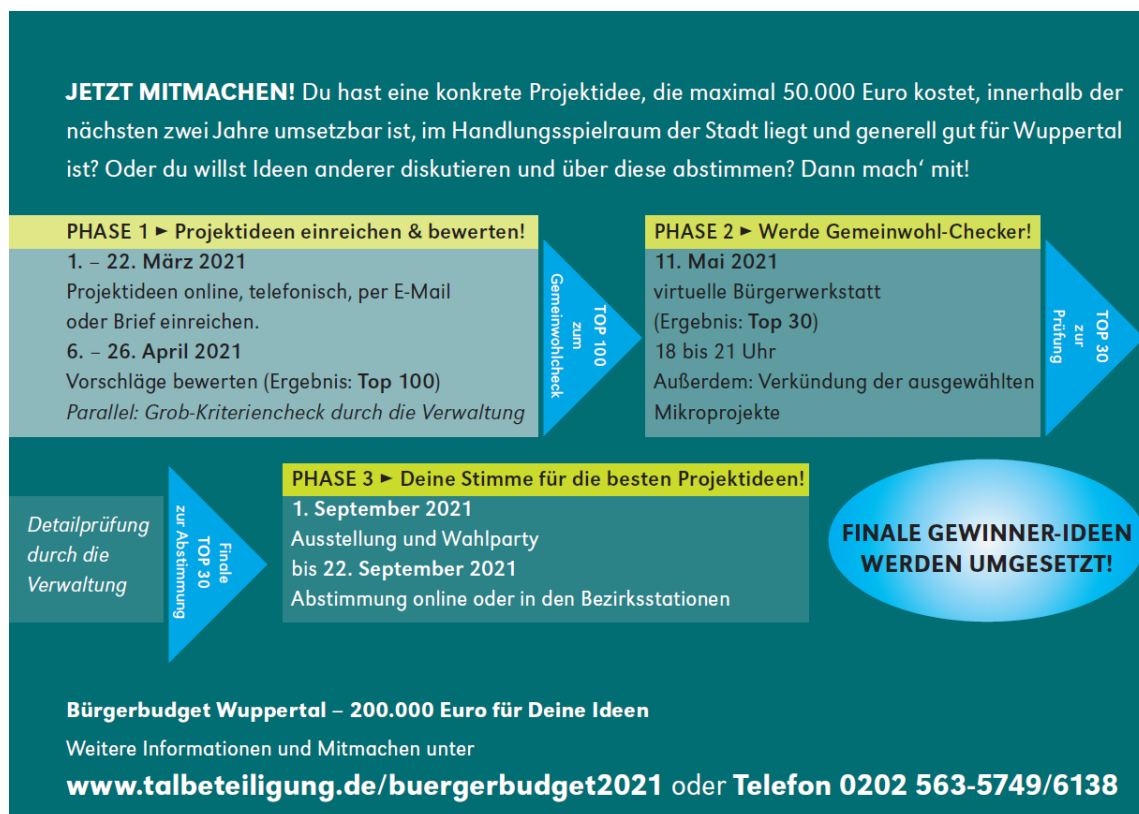 JETZT MITMACHEN! Du hast eine konkrete Projektidee, die maximal 50.000 Euro kostet, innerhalb der
nächsten zwei Jahre umsetzbar ist, im Handlungsspielraum der Stadt liegt und generell gut für Wuppertal
ist? Oder du willst Ideen anderer diskutieren und über diese abstimmen? Dann mach‘ mit!
PHASE 1 ► Projektideen einreichen & bewerten!
1. – 22. März 2021
Projektideen online, telefonisch, per E-Mail
oder Brief einreichen.
6. – 26. April 2021
Vorschläge bewerten (Ergebnis: Top 100)
Parallel: Grob-Kriteriencheck durch die Verwaltung
TOP 100
zum
Gemeinwohlcheck
PHASE 2 ► Werde Gemeinwohl-Checker!
11. Mai 2021
virtuelle Bürgerwerkstatt
(Ergebnis: Top 30)
18 bis 21 Uhr
Außerdem: Verkündung der ausgewählten
Mikroprojekte
TOP 30
zur
Prüfung
Detailprüfung
durch die
Verwaltung
Finale
TOP 30
zur Abstimmung
PHASE 3 ► Deine Stimme für die besten Projektideen!
1. September 2021
Ausstellung und Wahlparty
bis 22. September 2021
Abstimmung online oder in den Bezirksstationen
FINALE GEWINNER-IDEEN
WERDEN UMGESETZT!
Bürgerbudget Wuppertal – 200.000 Euro für Deine Ideen
Weitere Informationen und Mitmachen unter
www.talbeteiligung.de/buergerbudget2021 oder Telefon 0202 563-5749/6138